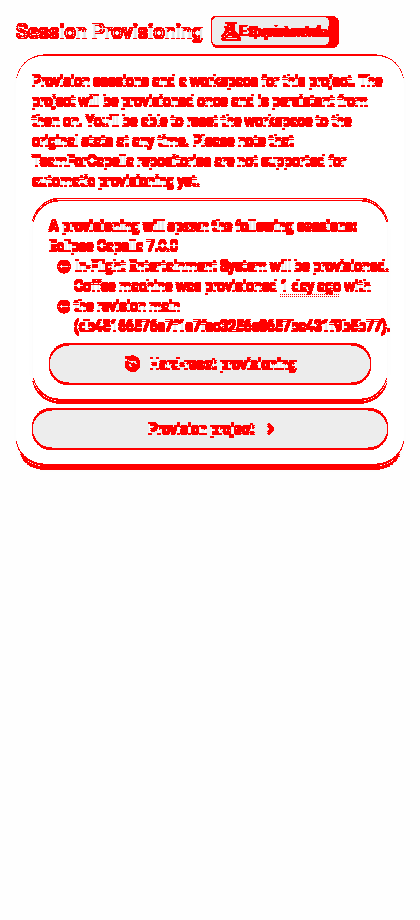 Session Provisioning Experimental
Provision sessions and a workspace for this project. The
project will be provisioned once and is persistent from
then on. You'll be able to reset the workspace to the
original state at any time. Please note that
TeamForCapella repositories are not supported for
automatic provisioning yet.
A provisioning will spawn the following sessions:
Eclipse Capella 7.0.0
In-Flight Entertainment System will be provisioned.
Coffee machine was provisioned 1 day ago with
the revision main
Hard reset provisioning
Provision project